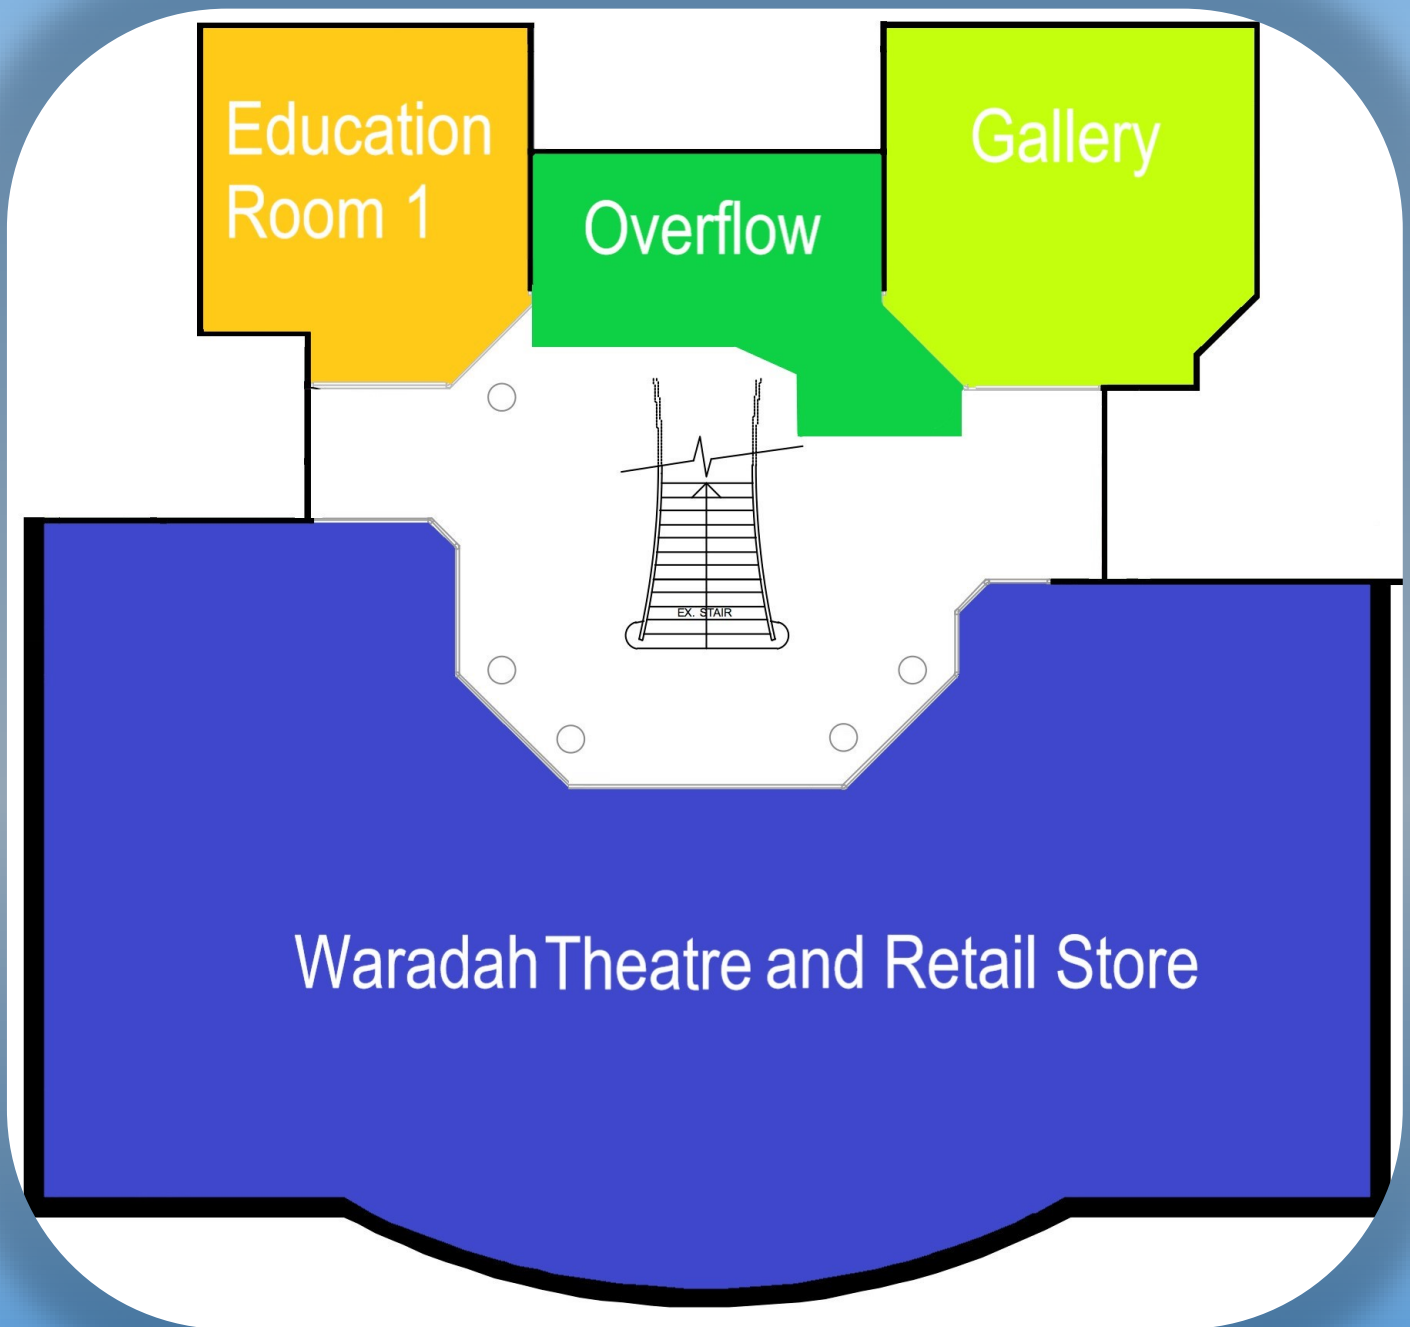 Education
Room 1
Gallery
Overflow
EX. STAIR
Waradah Theatre and Retail Store